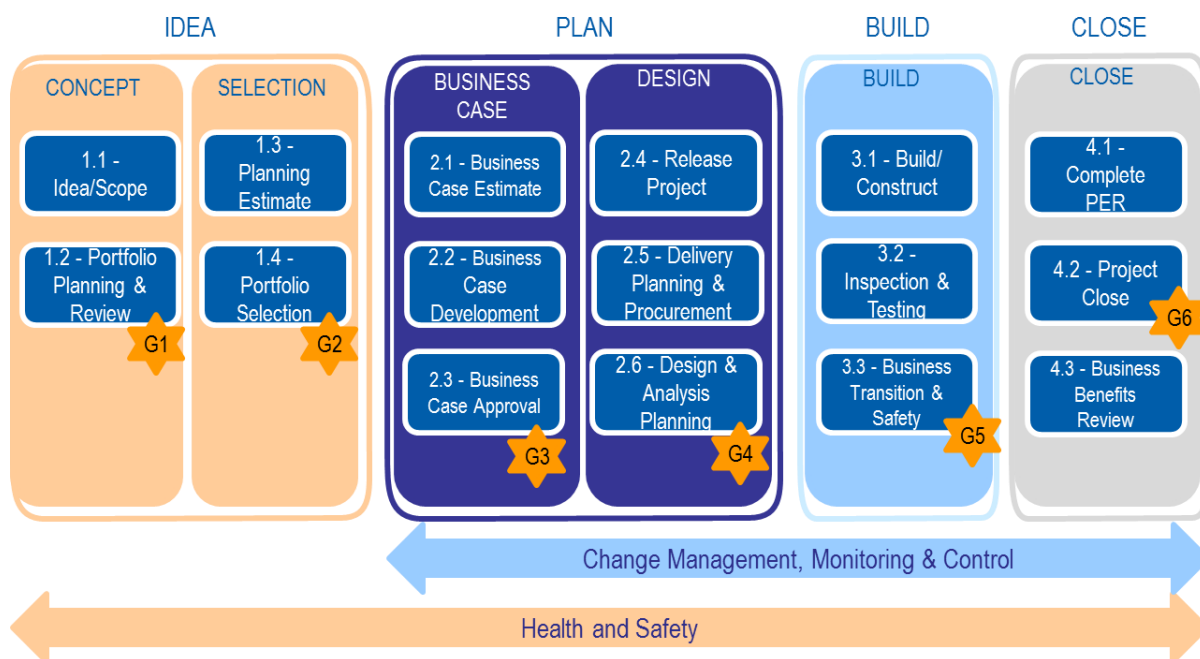 IDEA
PLAN
BUILD
CLOSE
CONCEPT
SELECTION
BUSINESS
CASE
DESIGN
BUILD
CLOSE
1.1 -
Idea/Scope
1.2 - Portfolio
Planning &
Review
G1
1.3 -
Planning
Estimate
1.4 -
Portfolio
Selection
G2
2.1 - Business
Case Estimate
2.2 - Business
Case
Development
2.3 - Business
Case Approval
G3
2.4 - Release
Project
2.5 - Delivery
Planning &
Procurement
2.6 - Design &
Analysis
Planning
G4
3.1 - Build/
Construct
3.2 -
Inspection &
Testing
3.3 - Business
Transition &
Safety
G5
4.1 -
Complete
PER
4.2 - Project
Close
G6
4.3 - Business
Benefits
Review
Change Management, Monitoring & Control
Health and Safety